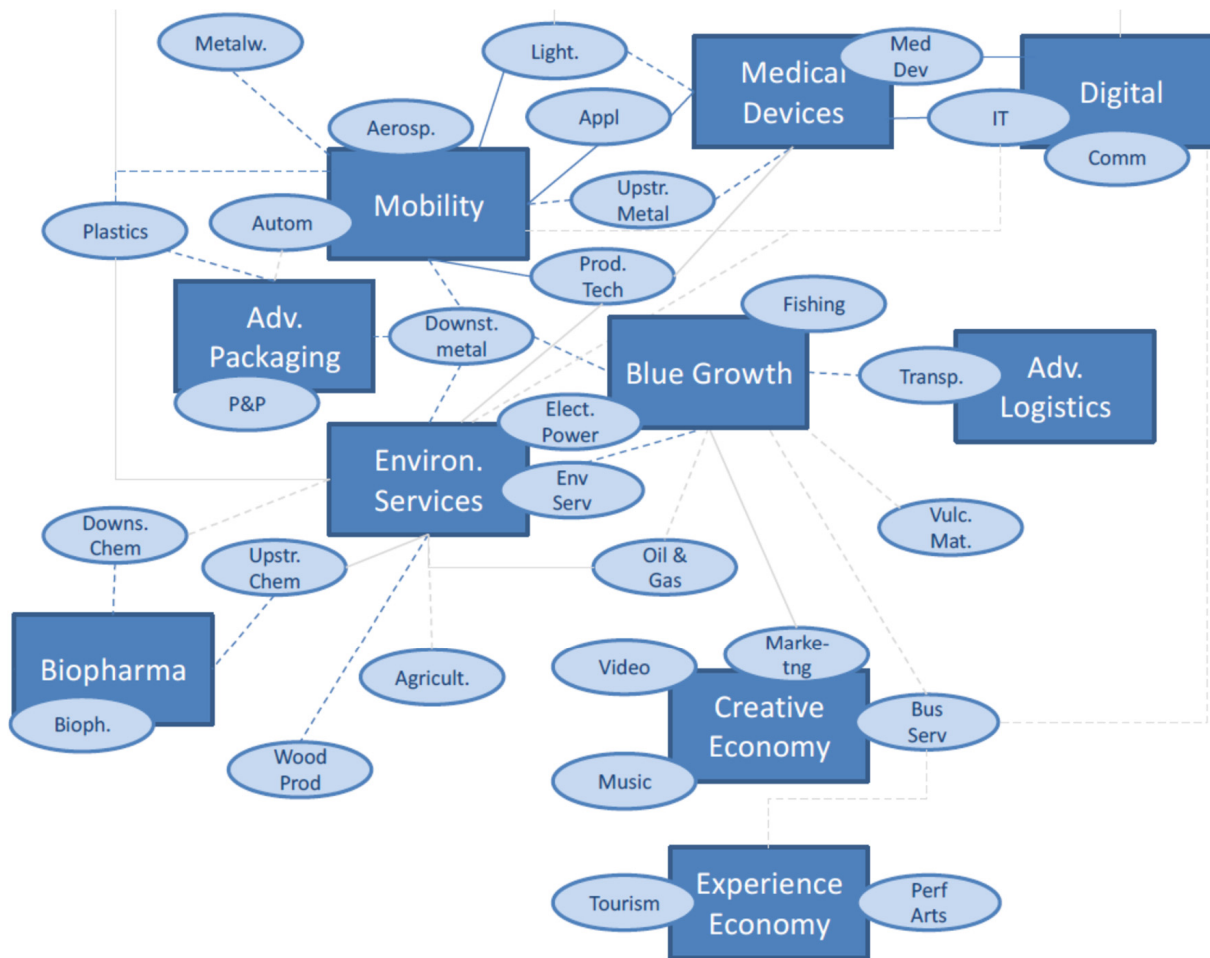 Metalw.
Light.
Medical
Devices
Med
Dev
Digital
Aerosp.
Appl
IT
Comm
Mobility
Upstr.
Metal
Plastics
Autom
Prod.
Tech
Fishing
Adv.
Packaging
Downst.
metal
Blue Growth
Transp.
Adv.
Logistics
P&P
Elect.
Power
Environ.
Services
Env
Serv
Downs.
Chem
Upstr.
Chem
Oil &
Gas
Vulc.
Mat.
Biopharma
Bioph.
Agricult.
Video
Marke-
tng
Creative
Economy
Bus
Serv
Wood
Prod
Music
Tourism
Experience
Economy
Perf
Arts